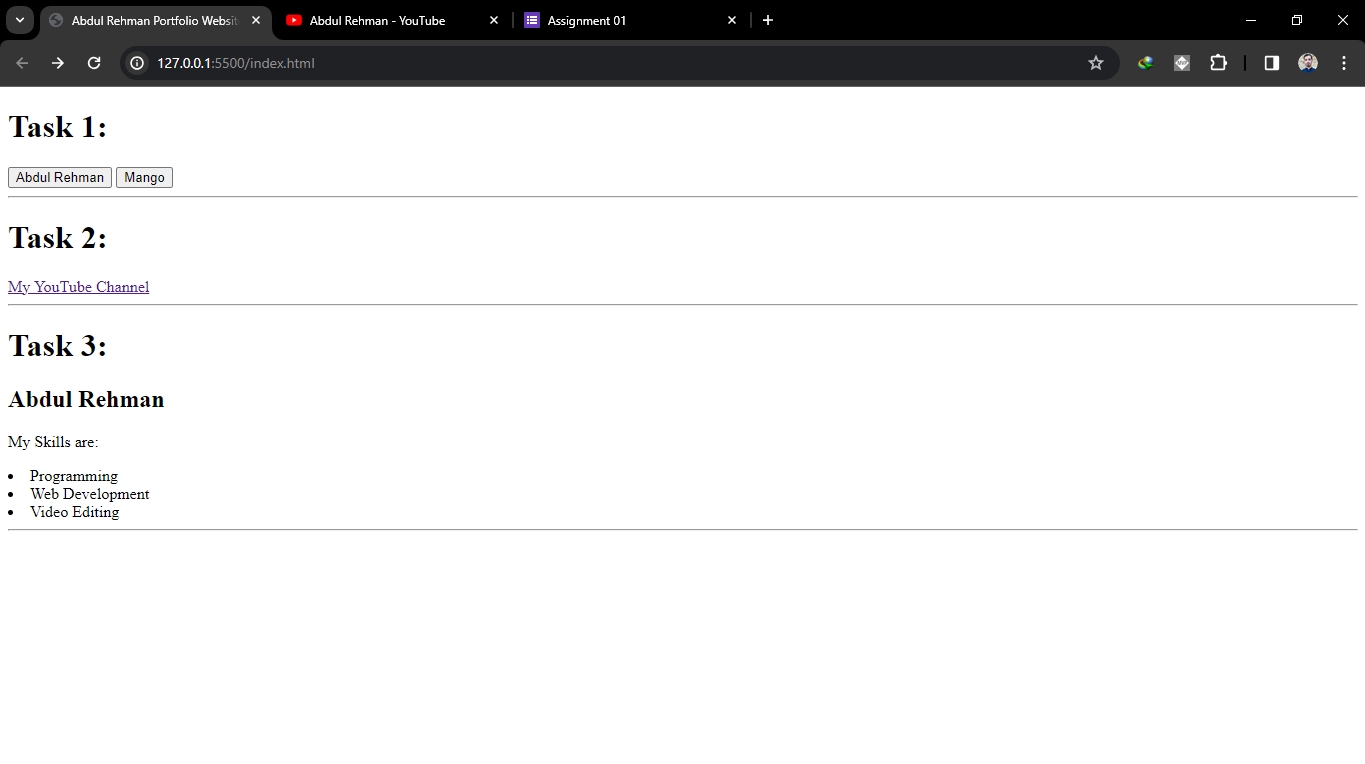 Abdul Rehman Portfolio Websit
Abdul Rehman - YouTube
Assignment 01
127.0.0.1:5500/index.html
Task 1:
Abdul Rehman Mango
Task 2:
My YouTube Channel
Task 3:
Abdul Rehman
My Skills are:
• Programming
• Web Development
• Video Editing